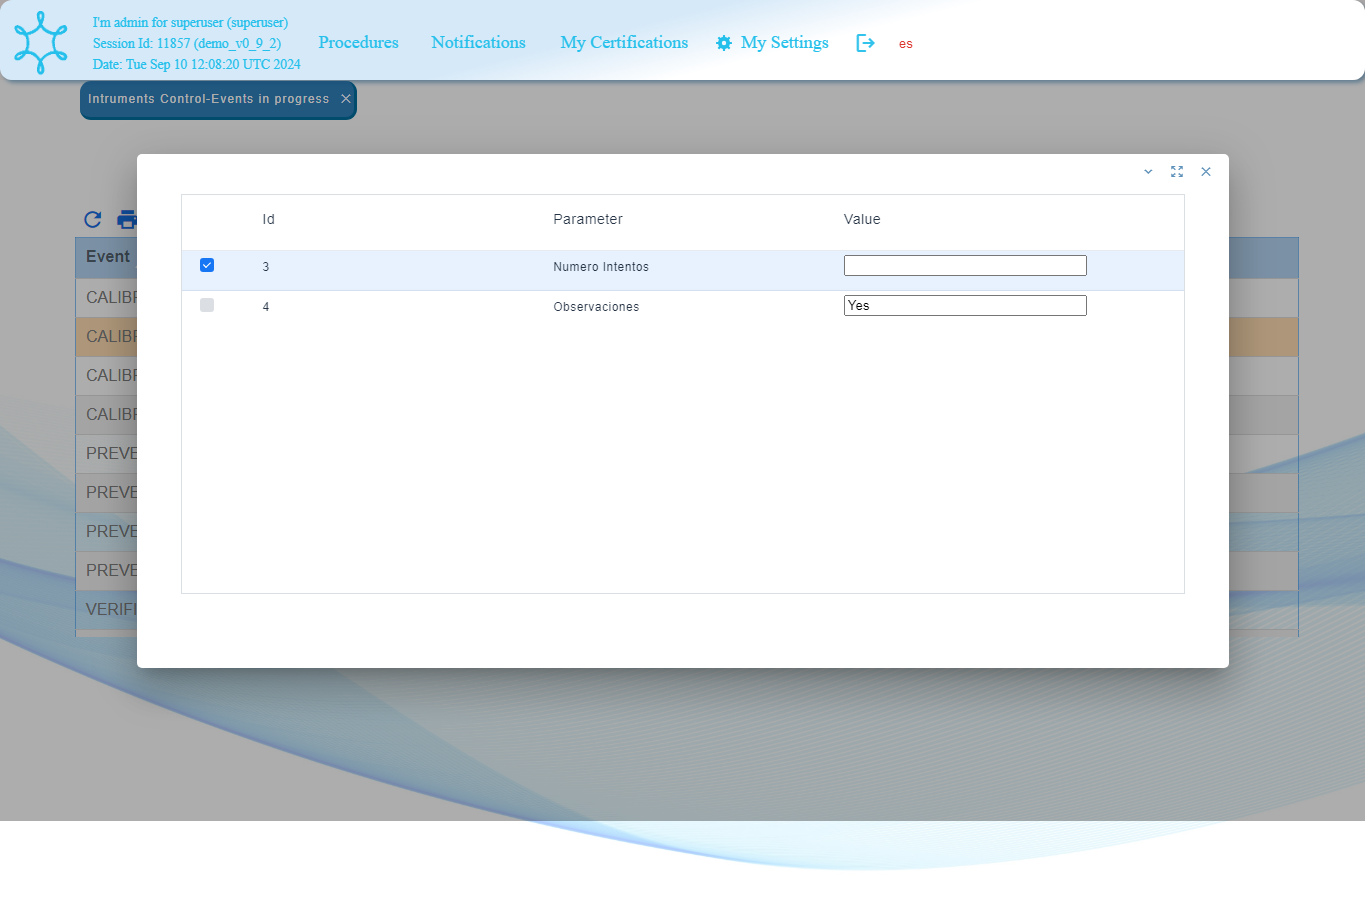 I'm admin for superuser (superuser)
Session Id: 11857 (demo_v0_9_2)
Date: Tue Sep 10 12:08:20 UTC 2024
Procedures
Notifications
My Certifications
My Settings
es
Intruments Control-Events in progress
Id
Parameter
Value
3
Numero Intentos
4
Observaciones
Yes
Event
CALIBR
CALIBR
CALIBR
CALIBR
PREVE
PREVE
PREVE
PREVE
VERIFI